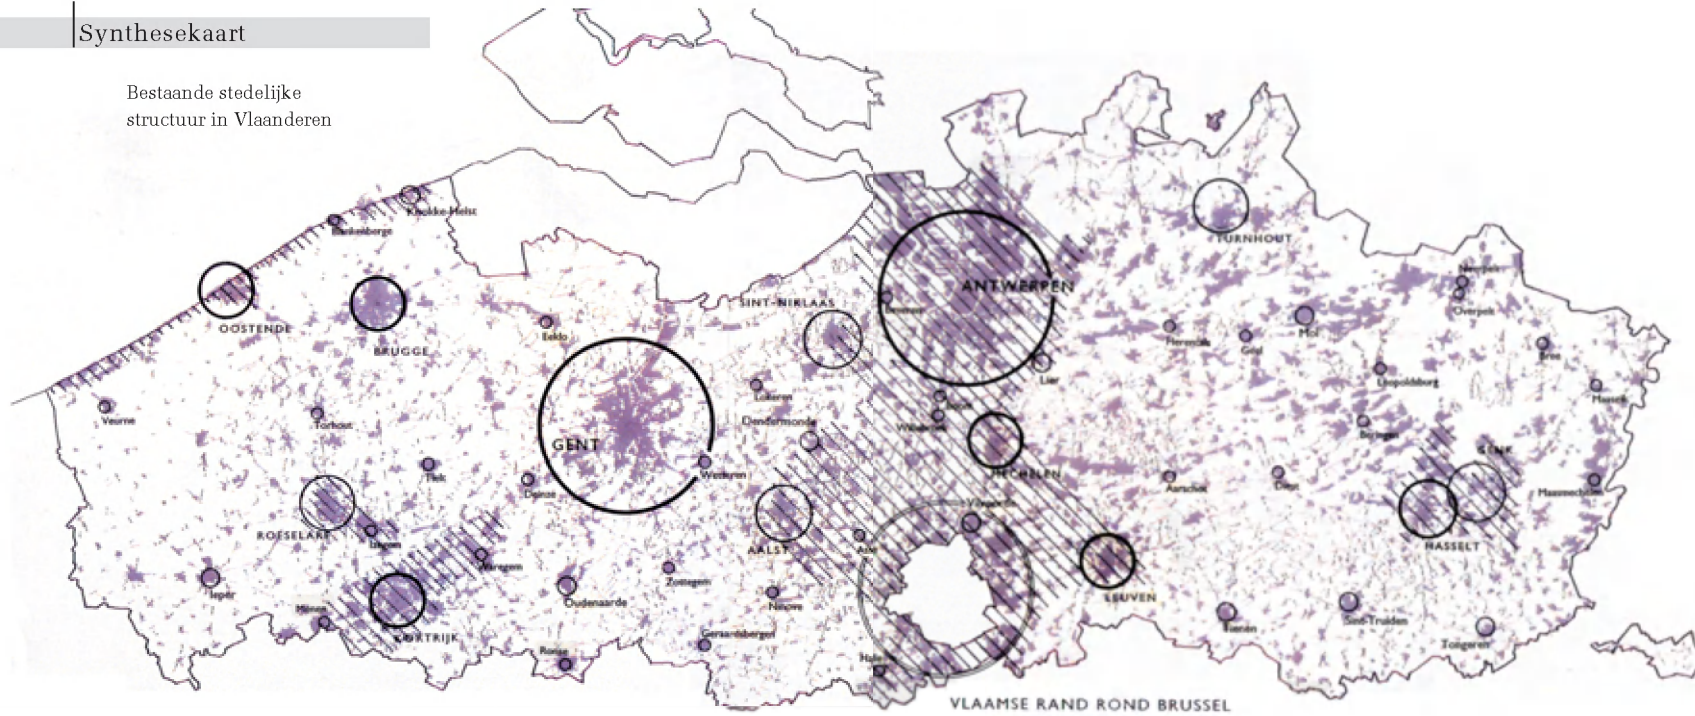 Synthesekaart
Bestaande stedelijke
structuur in Vlaanderen
Knokke-Heist
Blankenberge
OOSTENDE
BRUGGE
Eeklo
SINT-NIKLAAS
ANTWERPEN
TURNHOUT
Neerpelt
Overpelt
Herentals
Geel
Mol
Bree
Lier
Leopoldsburg
Maaseik
Veurne
Torhout
Lokeren
Dendermonde
Boom
Willebroek
Beringen
GENT
Wetteren
MECHELEN
GENK
Tielt
Deinze
Aarschot
Diest
Maasmechelen
Vilvoorde
ROESELARE
Izegem
AALST
Asse
HASSELT
Waregem
Zottegem
Ieper
Oudenaarde
Ninove
LEUVEN
Menen
KORTRIJK
Geraardsbergen
Tienen
Sint-Truiden
Tongeren
Ronse
Halle
VLAAMSE RAND ROND BRUSSEL